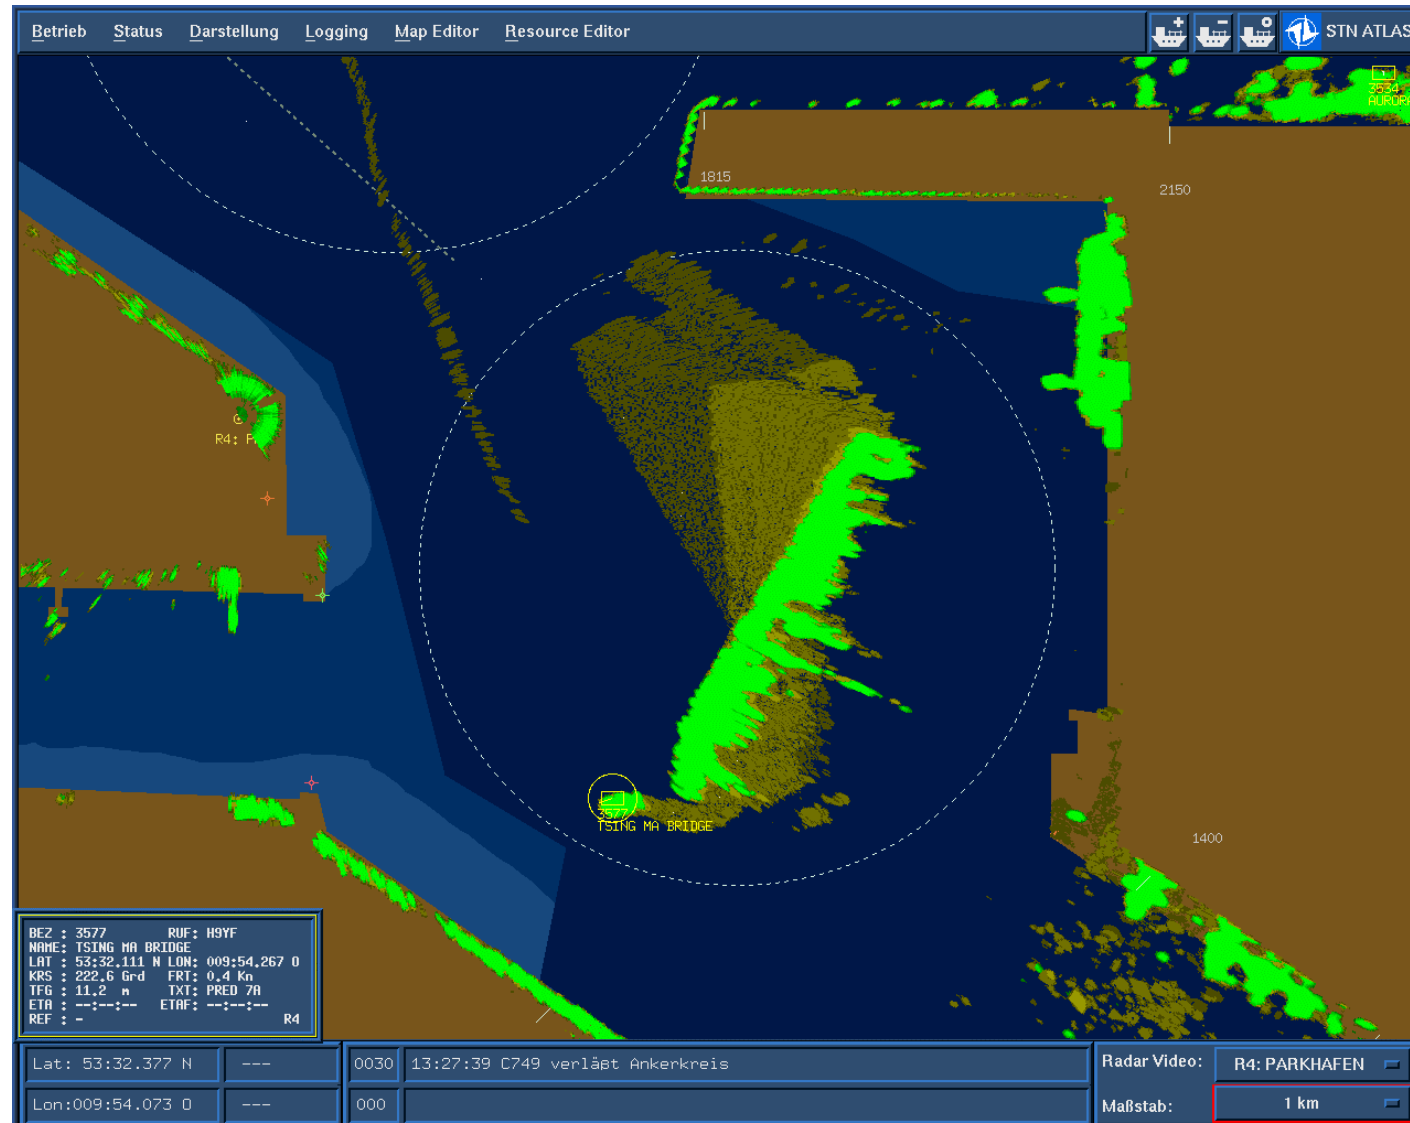 Betrieb Status Darstellung Logging Map Editor Resource Editor STN ATLAS
3534
AURORA
1815
2150
R4: P
3577
TSING MA BRIDGE
1400
BEZ : 3577 RUF: H9YF
NAME: TSING MA BRIDGE
LAT : 53:32.111 N LON: 009:54.267 O
KRS : 222.6 Grd FRT: 0.4 Kn
TFG : 11.2 m TXT: PRED 7A
ETA : --:--:-- ETAF: --:--:--
REF : - R4
Lat: 53:32.377 N --- 0030 13:27:39 C749 verläßt Ankerkreis
Lon:009:54.073 O --- 000
Radar Video: R4: PARKHAFEN
Maßstab: 1 km